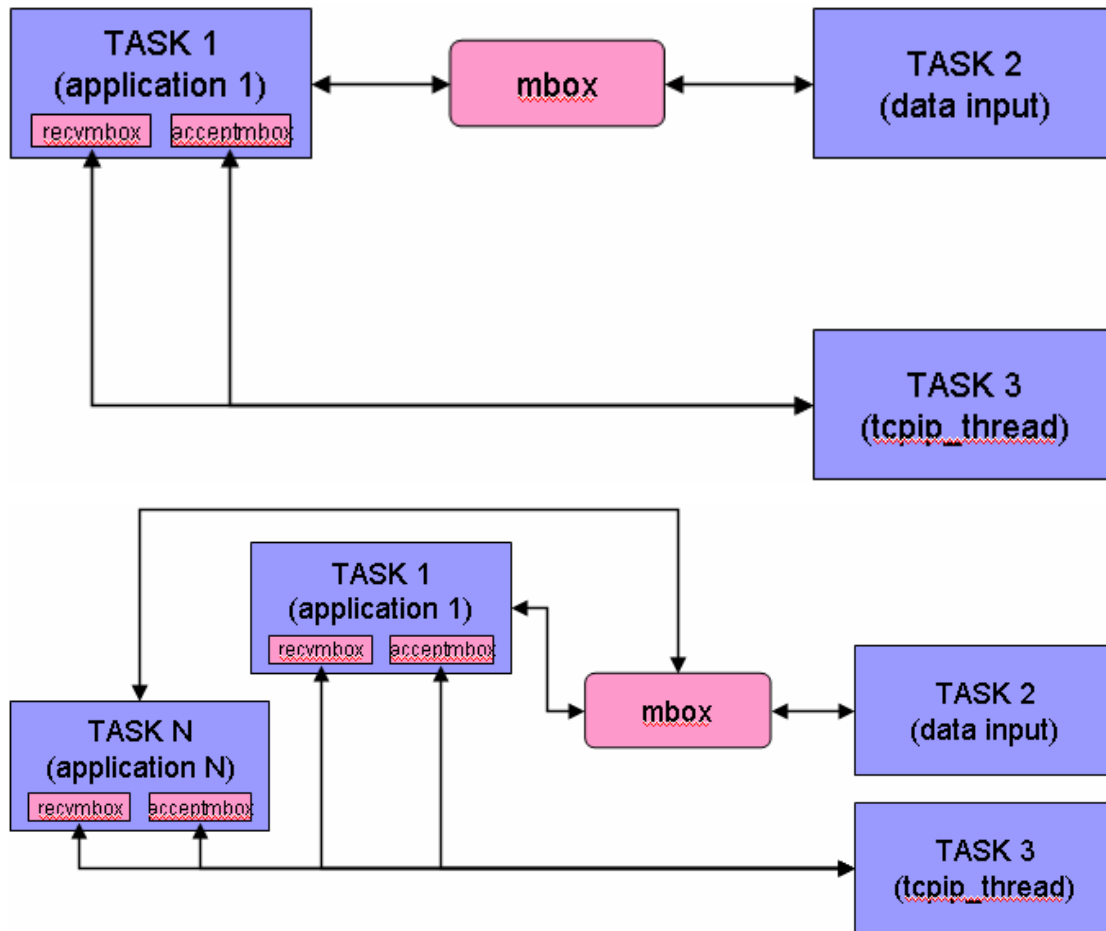 TASK 1
(application 1)
recvmbox
acceptmbox
mbox
TASK 2
(data input)
TASK 3
(tcpip_thread)
TASK 1
(application 1)
recvmbox
acceptmbox
mbox
TASK 2
(data input)
TASK N
(application N)
recvmbox
acceptmbox
TASK 3
(tcpip_thread)